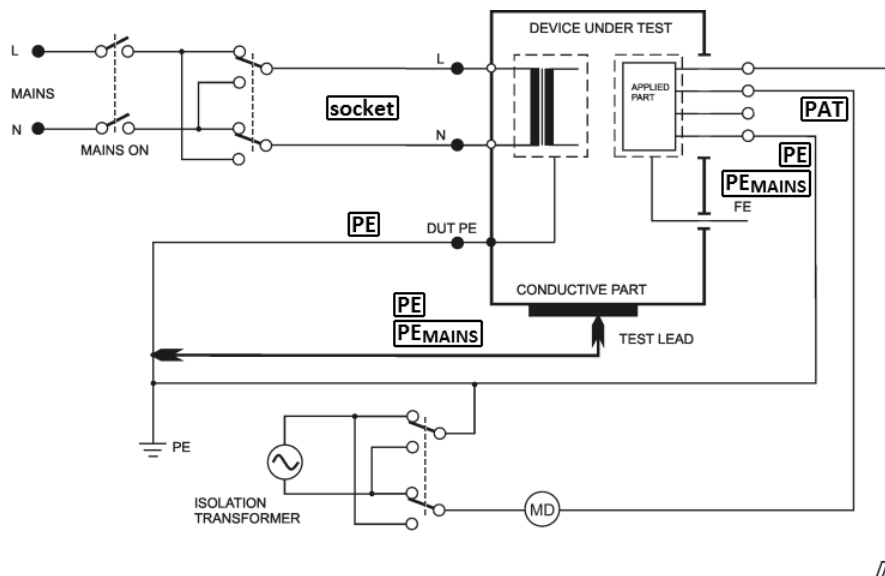 DEVICE UNDER TEST
L
MAINS
N
MAINS ON
socket
L
N
APPLIED
PART
PAT
PE
PEMAINS
FE
PE
DUT PE
CONDUCTIVE PART
PE
PEMAINS
TEST LEAD
PE
ISOLATION
TRANSFORMER
MD